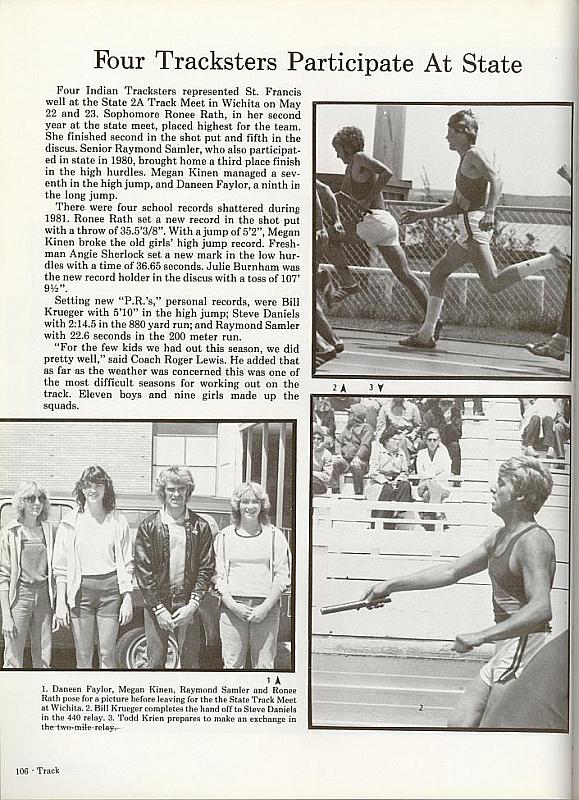 Four Tracksters Participate At State
Four Indian Tracksters represented St. Francis
well at the State 2A Track Meet in Wichita on May
22 and 23. Sophomore Ronee Rath, in her second
year at the state meet, placed highest for the team.
She finished second in the shot put and fifth in the
discus. Senior Raymond Samler, who also participat-
ed in state in 1980, brought home a third place finish
in the high hurdles. Megan Kinen managed a sev-
enth in the high jump, and Daneen Faylor, a ninth in
the long jump.
There were four school records shattered during
1981. Ronee Rath set a new record in the shot put
with a throw of 35.5'3/8". With a jump of 5'2", Megan
Kinen broke the old girls' high jump record. Fresh-
man Angie Sherlock set a new mark in the low hur-
dles with a time of 36.65 seconds. Julie Burnham was
the new record holder in the discus with a toss of 107'
9½".
Setting new "P.R.'s," personal records, were Bill
Krueger with 5'10" in the high jump; Steve Daniels
with 2:14.5 in the 880 yard run; and Raymond Samler
with 22.6 seconds in the 200 meter run.
"For the few kids we had out this season, we did
pretty well," said Coach Roger Lewis. He added that
as far as the weather was concerned this was one of
the most difficult seasons for working out on the
track. Eleven boys and nine girls made up the
squads.
2▲ 3▼
1▲
1. Daneen Faylor, Megan Kinen, Raymond Samler and Ronee
Rath pose for a picture before leaving for the the State Track Meet
at Wichita. 2. Bill Krueger completes the hand off to Steve Daniels
in the 440 relay. 3. Todd Krien prepares to make an exchange in
the two-mile-relay.
2
106 · Track